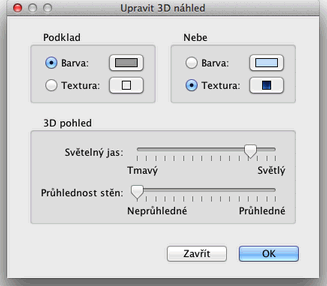 Upravit 3D náhled
Podklad
Nebe
Barva:
Barva:
Textura:
Textura:
3D pohled
Světelný jas:
Tmavý
Světlý
Průhlednost stěn:
Neprůhledné
Průhledné
Zavřít
OK